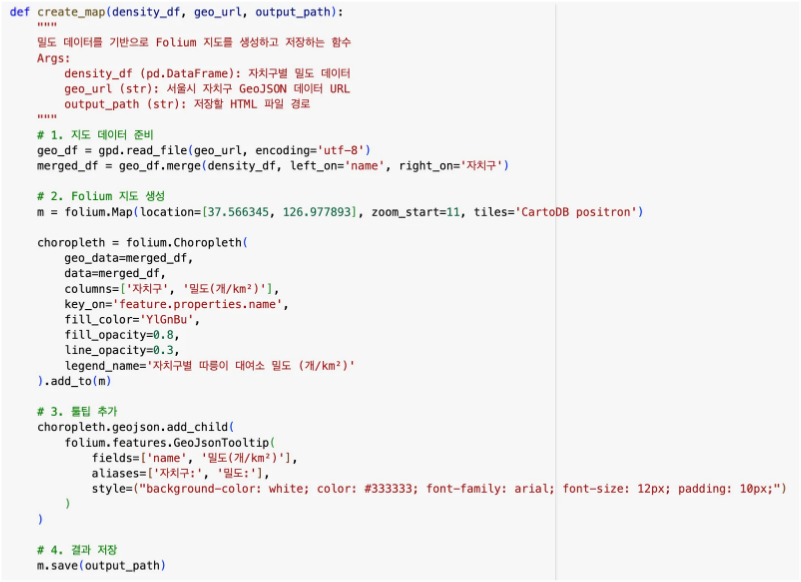 def create_map(density_df, geo_url, output_path):
    """
    밀도 데이터를 기반으로 Folium 지도를 생성하고 저장하는 함수
    Args:
        density_df (pd.DataFrame): 자치구별 밀도 데이터
        geo_url (str): 서울시 자치구 GeoJSON 데이터 URL
        output_path (str): 저장할 HTML 파일 경로
    """
    # 1. 지도 데이터 준비
    geo_df = gpd.read_file(geo_url, encoding='utf-8')
    merged_df = geo_df.merge(density_df, left_on='name', right_on='자치구')

    # 2. Folium 지도 생성
    m = folium.Map(location=[37.566345, 126.977893], zoom_start=11, tiles='CartoDB positron')

    choropleth = folium.Choropleth(
        geo_data=merged_df,
        data=merged_df,
        columns=['자치구', '밀도(개/km²)'],
        key_on='feature.properties.name',
        fill_color='YlGnBu',
        fill_opacity=0.8,
        line_opacity=0.3,
        legend_name='자치구별 따릉이 대여소 밀도 (개/km²)'
    ).add_to(m)

    # 3. 툴팁 추가
    choropleth.geojson.add_child(
        folium.features.GeoJsonTooltip(
            fields=['name', '밀도(개/km²)'],
            aliases=['자치구:', '밀도:'],
            style=("background-color: white; color: #333333; font-family: arial; font-size: 12px; padding: 10px;")
        )
    )

    # 4. 결과 저장
    m.save(output_path)